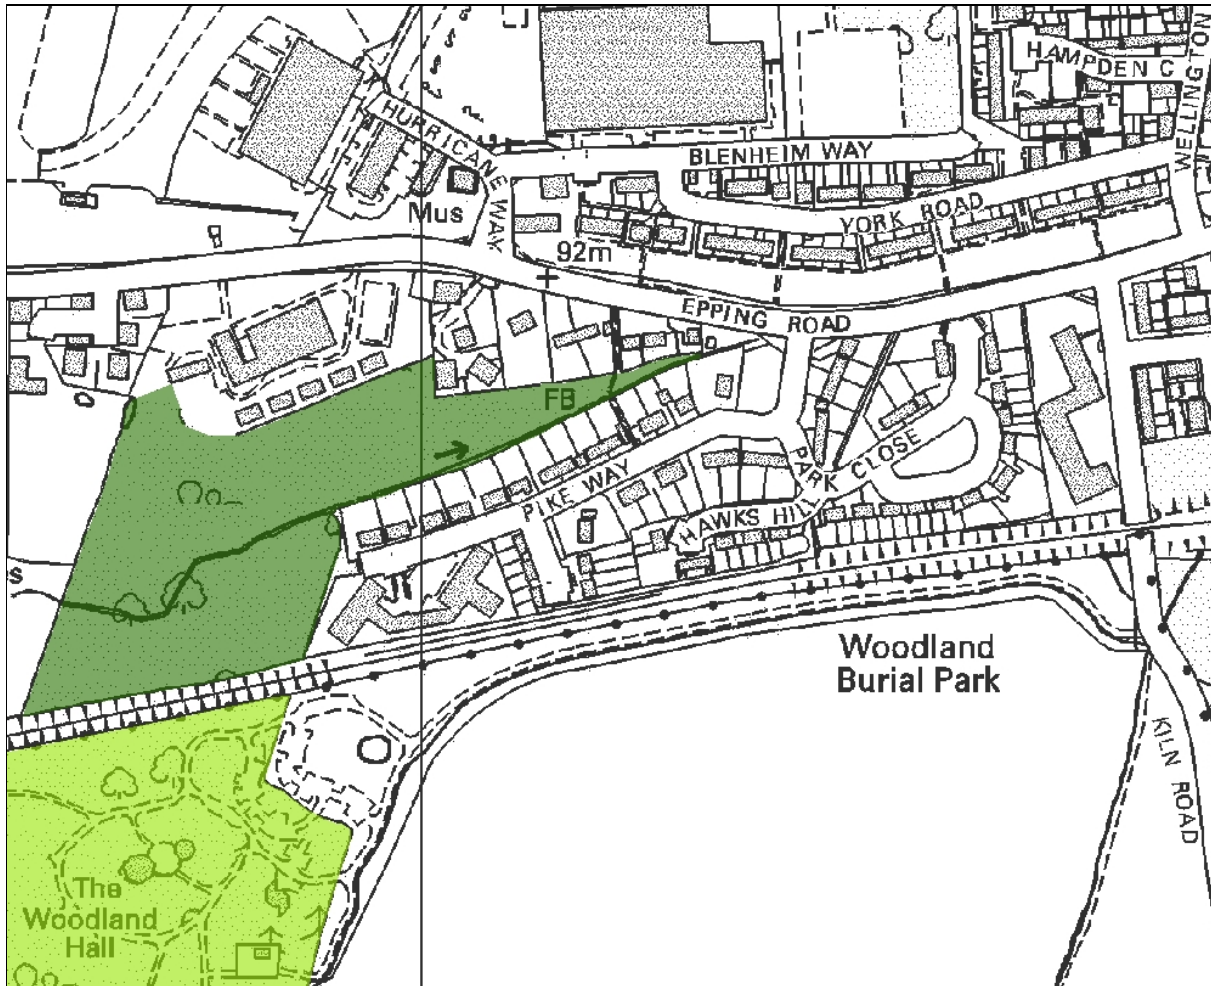 HAMPDEN C
WELLINGTON
HURRICANE WAY
BLENHEIM WAY
Mus
YORK ROAD
92m
EPPING ROAD
FB
PARK CLOSE
PIKE WAY
HAWKS HILL
S
Woodland
Burial Park
KILN ROAD
The
Woodland
Hall